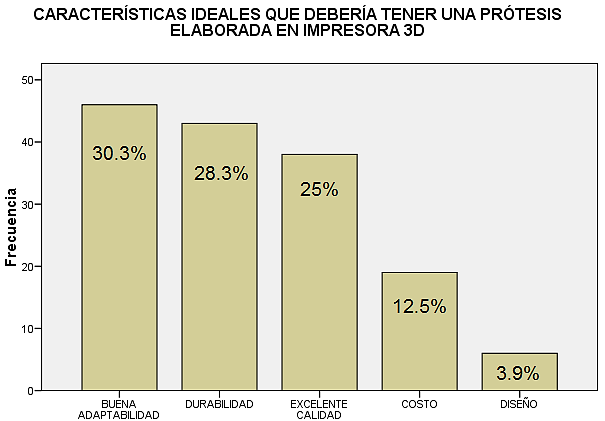 CARACTERÍSTICAS IDEALES QUE DEBERÍA TENER UNA PRÓTESIS
ELABORADA EN IMPRESORA 3D
Frecuencia
50
40
30
20
10
0
30.3%
28.3%
25%
12.5%
3.9%
BUENA
ADAPTABILIDAD
DURABILIDAD
EXCELENTE
CALIDAD
COSTO
DISEÑO